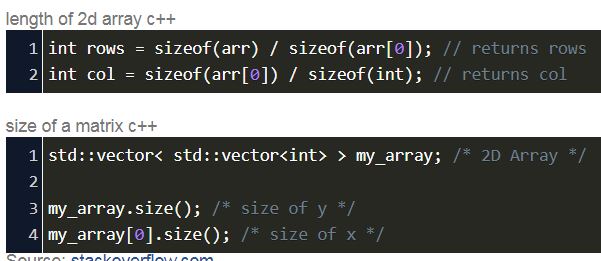 length of 2d array c++
1 int rows = sizeof(arr) / sizeof(arr[0]); // returns rows
2 int col = sizeof(arr[0]) / sizeof(int); // returns col
size of a matrix c++
1 std::vector< std::vector<int> > my_array; /* 2D Array */
2
3 my_array.size(); /* size of y */
4 my_array[0].size(); /* size of x */
Source: stackoverflow.com